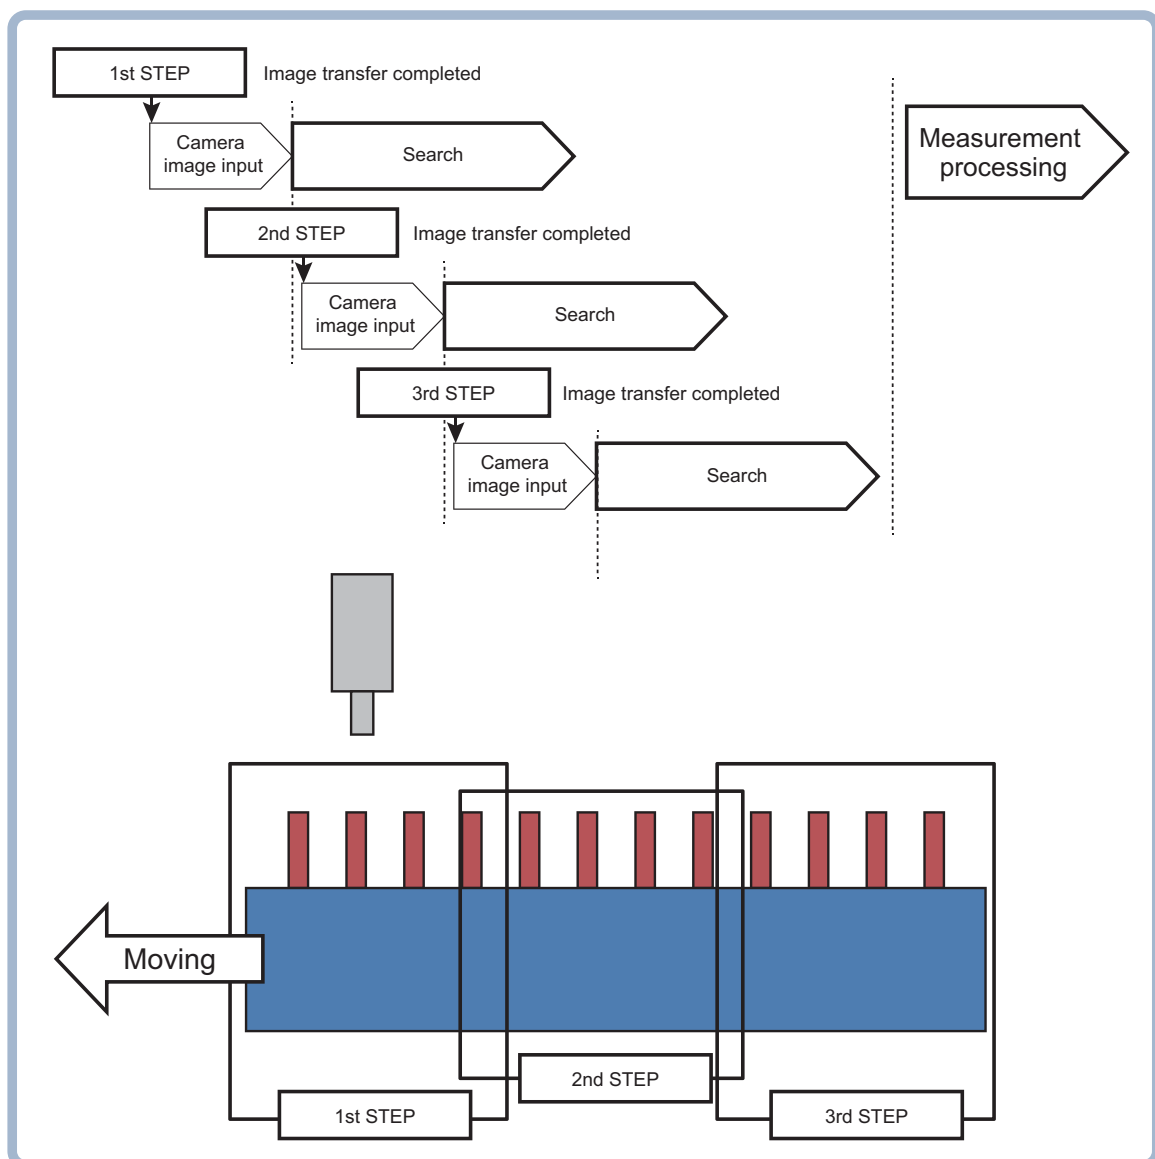 1st STEP
Image transfer completed
Camera
image input
Search
Measurement
processing
2nd STEP
Image transfer completed
Camera
image input
Search
3rd STEP
Image transfer completed
Camera
image input
Search
Moving
2nd STEP
1st STEP
3rd STEP